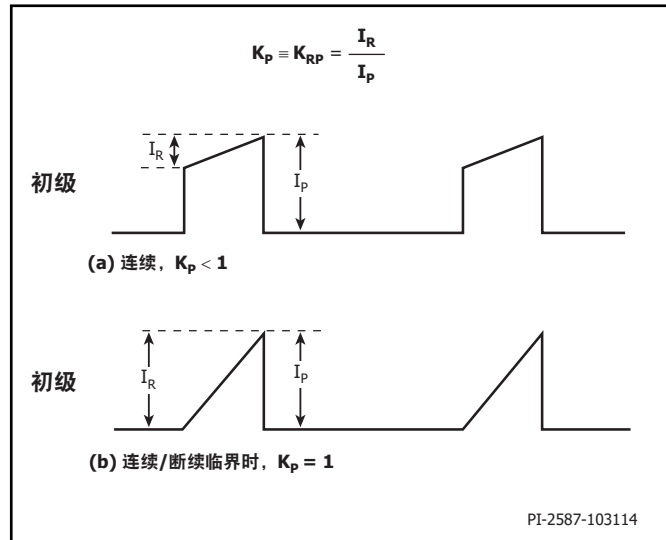 K_P ≡ K_RP = I_R / I_P
I_R
I_P
初级
(a) 连续，K_P < 1
I_R
I_P
初级
(b) 连续/断续临界时，K_P = 1
PI-2587-103114